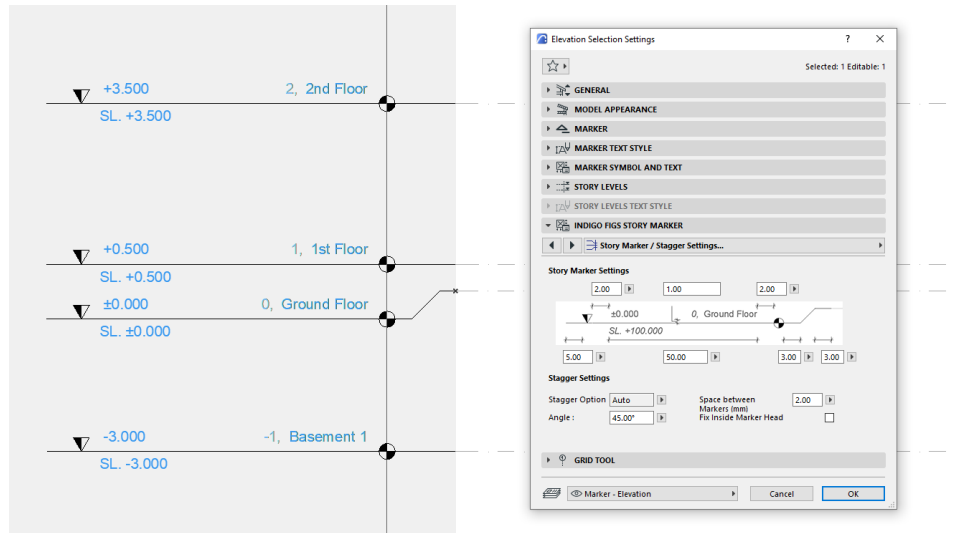 +3.500 2, 2nd Floor
SL. +3.500
+0.500 1, 1st Floor
SL. +0.500
±0.000 0, Ground Floor
SL. ±0.000
-3.000 -1, Basement 1
SL. -3.000
Elevation Selection Settings ?
Selected: 1 Editable: 1
GENERAL
MODEL APPEARANCE
MARKER
MARKER TEXT STYLE
MARKER SYMBOL AND TEXT
STORY LEVELS
STORY LEVELS TEXT STYLE
INDIGO FIGS STORY MARKER
Story Marker / Stagger Settings...
Story Marker Settings
2.00 1.00 2.00
±0.000 0, Ground Floor
SL. +100.000
5.00 50.00 3.00 3.00
Stagger Settings
Stagger Option Auto Space between Markers (mm) 2.00
Angle : 45.00° Fix Inside Marker Head
GRID TOOL
Marker - Elevation Cancel OK